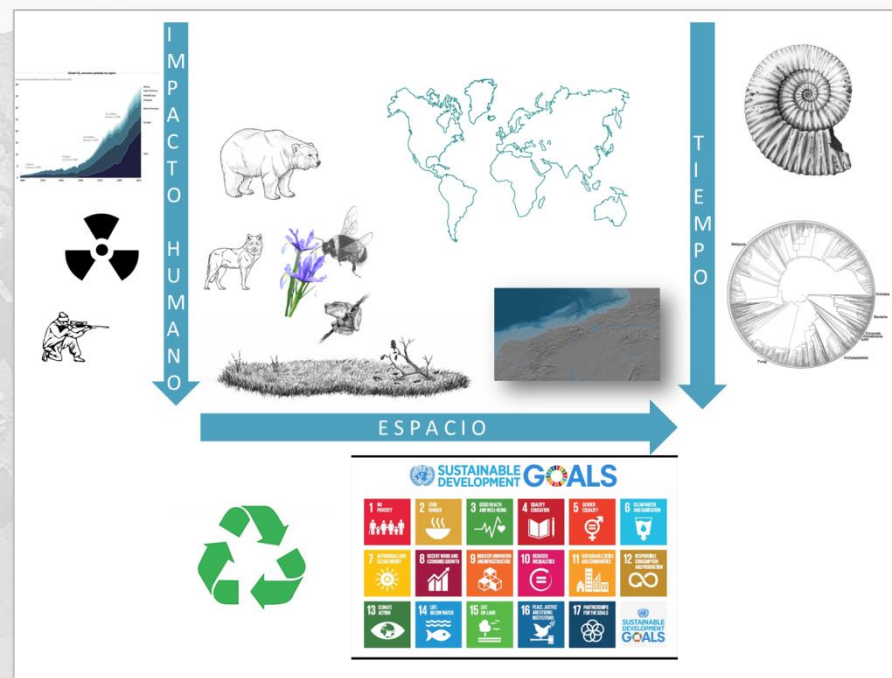 IMPACTO HUMANO
TIEMPO
ESPACIO
Archaea
Bacteria
Fungi
Archaeplastida
SUSTAINABLE
DEVELOPMENT
GOALS
1 NO
POVERTY
2 ZERO
HUNGER
3 GOOD HEALTH
AND WELL-BEING
4 QUALITY
EDUCATION
5 GENDER
EQUALITY
6 CLEAN WATER
AND SANITATION
7 AFFORDABLE AND
CLEAN ENERGY
8 DECENT WORK AND
ECONOMIC GROWTH
9 INDUSTRY, INNOVATION
AND INFRASTRUCTURE
10 REDUCED
INEQUALITIES
11 SUSTAINABLE CITIES
AND COMMUNITIES
12 RESPONSIBLE
CONSUMPTION
AND PRODUCTION
13 CLIMATE
ACTION
14 LIFE
BELOW WATER
15 LIFE
ON LAND
16 PEACE, JUSTICE
AND STRONG
INSTITUTIONS
17 PARTNERSHIPS
FOR THE GOALS
SUSTAINABLE
DEVELOPMENT
GOALS